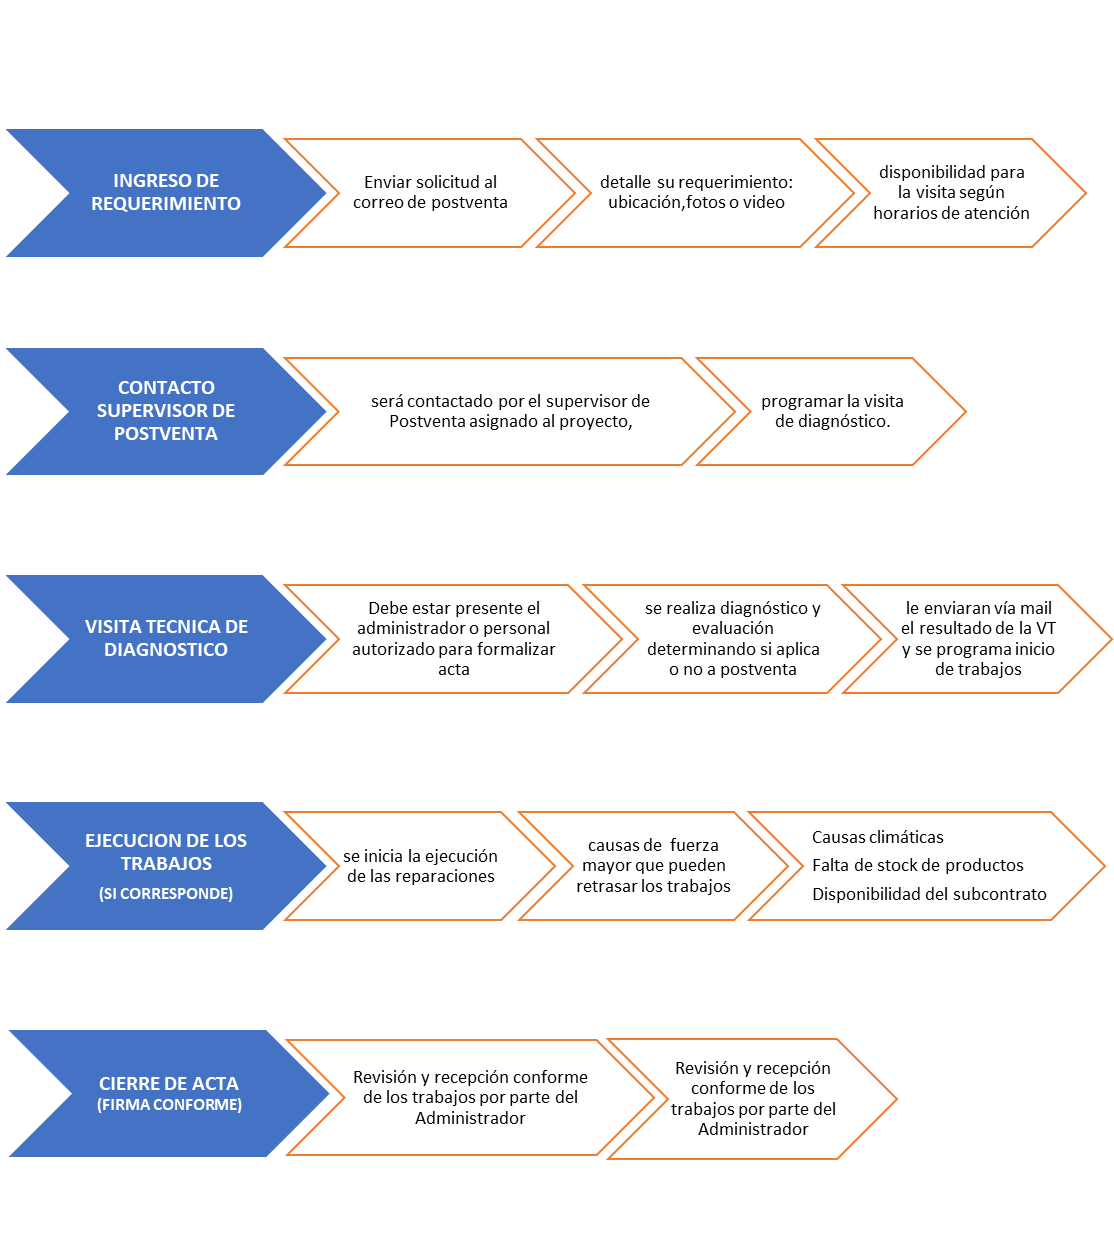 INGRESO DE
REQUERIMIENTO
Enviar solicitud al
correo de postventa
detalle su requerimiento:
ubicación,fotos o video
disponibilidad para
la visita según
horarios de atención
CONTACTO
SUPERVISOR DE
POSTVENTA
será contactado por el supervisor de
Postventa asignado al proyecto,
programar la visita
de diagnóstico.
VISITA TECNICA DE
DIAGNOSTICO
Debe estar presente el
administrador o personal
autorizado para formalizar
acta
se realiza diagnóstico y
evaluación
determinando si aplica
o no a postventa
le enviaran vía mail
el resultado de la VT
y se programa inicio
de trabajos
EJECUCION DE LOS
TRABAJOS
(SI CORRESPONDE)
se inicia la ejecución
de las reparaciones
causas de fuerza
mayor que pueden
retrasar los trabajos
Causas climáticas
Falta de stock de productos
Disponibilidad del subcontrato
CIERRE DE ACTA
(FIRMA CONFORME)
Revisión y recepción conforme
de los trabajos por parte del
Administrador
Revisión y recepción
conforme de los
trabajos por parte del
Administrador